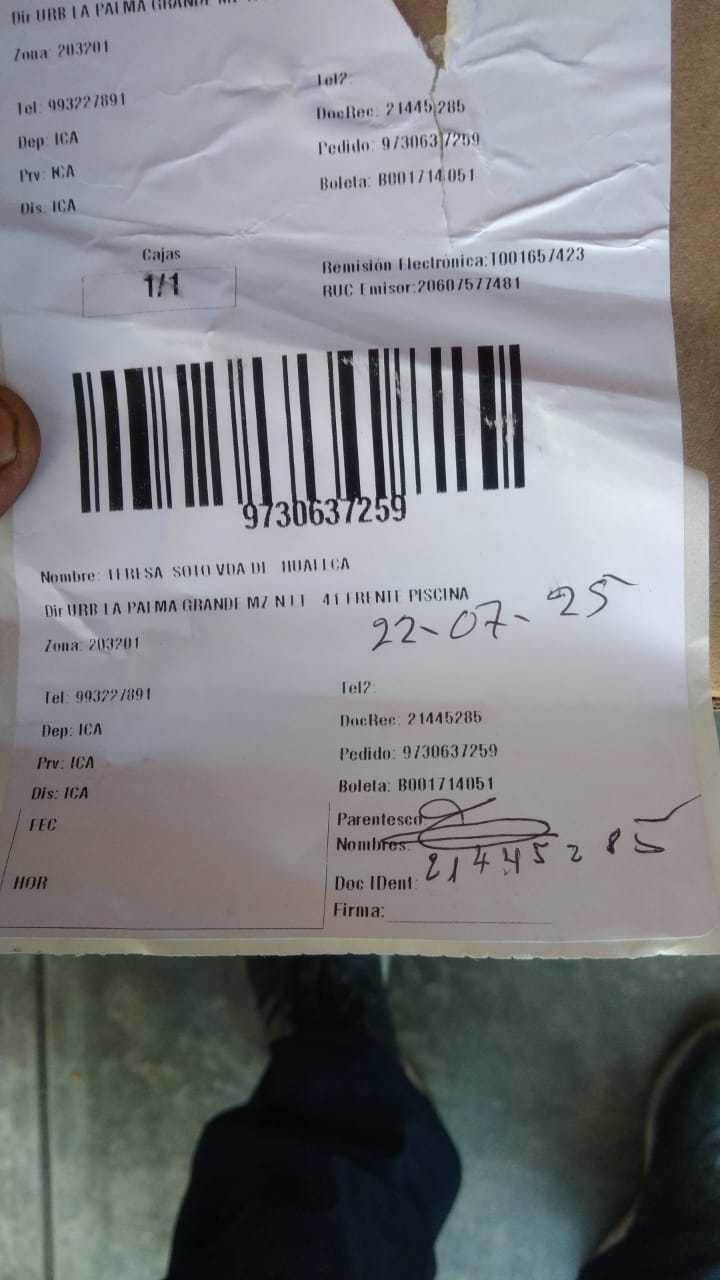 Dir URB LA PALMA GRANDE MZ
Zona: 203201
Tel2:
Tel: 993227891
DocRec: 21445285
Dep: ICA
Pedido: 9730637259
Prv: ICA
Boleta: B001714051
Dis: ICA
Cajas
1/1
Remisión Electrónica:T001657423
RUC Emisor:20607577481
9730637259
Nombre: TERESA SOTO VDA DE HUALLCA
Dir URB LA PALMA GRANDE MZ N LT 41 FRENTE PISCINA
22-07-25
Zona: 203201
Tel2:
Tel: 993227891
DocRec: 21445285
Dep: ICA
Pedido: 9730637259
Prv: ICA
Boleta: B001714051
Dis: ICA
Parentesco:
FEC
Nombres:
21445285
HOR
Doc IDent:
Firma: